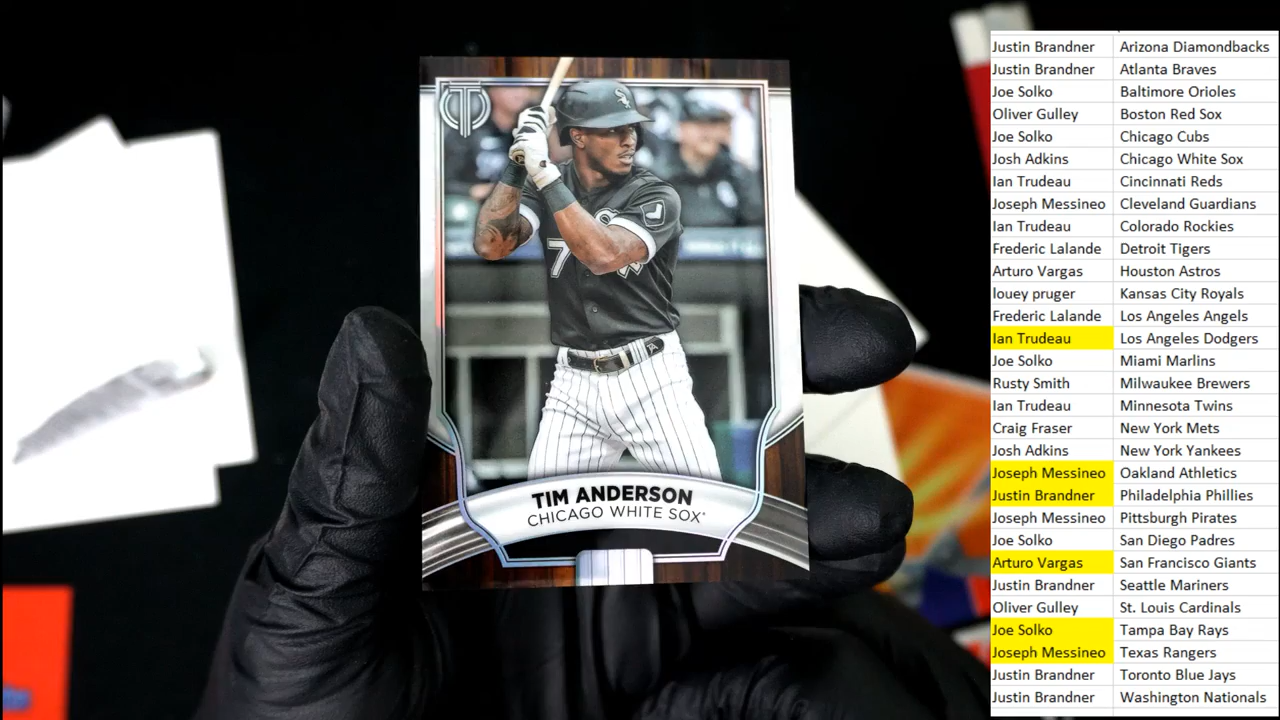 TIM ANDERSON
CHICAGO WHITE SOX
7
Justin Brandner Arizona Diamondbacks
Justin Brandner Atlanta Braves
Joe Solko Baltimore Orioles
Oliver Gulley Boston Red Sox
Joe Solko Chicago Cubs
Josh Adkins Chicago White Sox
Ian Trudeau Cincinnati Reds
Joseph Messineo Cleveland Guardians
Ian Trudeau Colorado Rockies
Frederic Lalande Detroit Tigers
Arturo Vargas Houston Astros
louey pruger Kansas City Royals
Frederic Lalande Los Angeles Angels
Ian Trudeau Los Angeles Dodgers
Joe Solko Miami Marlins
Rusty Smith Milwaukee Brewers
Ian Trudeau Minnesota Twins
Craig Fraser New York Mets
Josh Adkins New York Yankees
Joseph Messineo Oakland Athletics
Justin Brandner Philadelphia Phillies
Joseph Messineo Pittsburgh Pirates
Joe Solko San Diego Padres
Arturo Vargas San Francisco Giants
Justin Brandner Seattle Mariners
Oliver Gulley St. Louis Cardinals
Joe Solko Tampa Bay Rays
Joseph Messineo Texas Rangers
Justin Brandner Toronto Blue Jays
Justin Brandner Washington Nationals